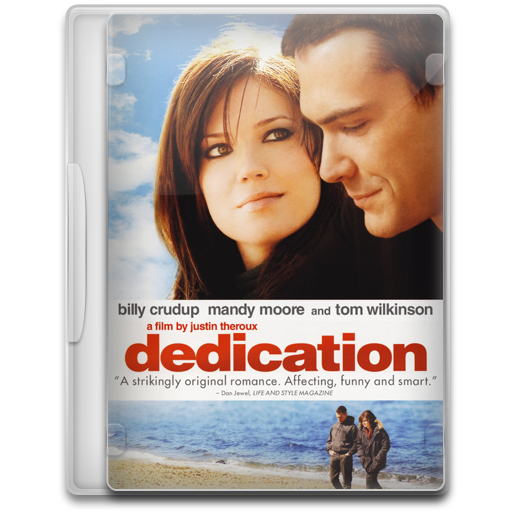 billy crudup mandy moore and tom wilkinson
a film by justin theroux
dedication
"A strikingly original romance. Affecting, funny and smart."
– Dan Jewel, LIFE AND STYLE MAGAZINE